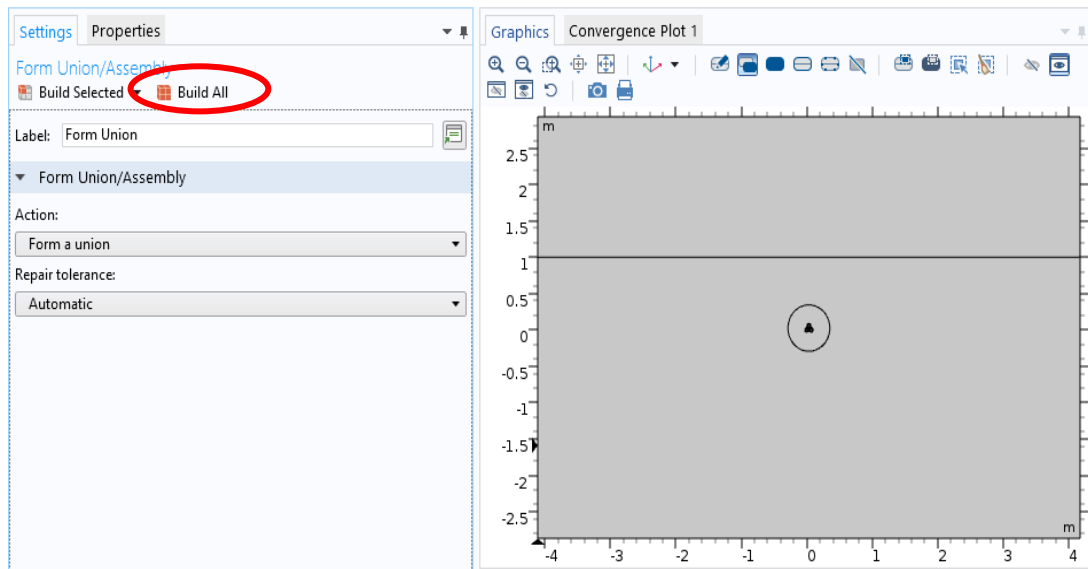 Settings Properties
Form Union/Assembly
Build Selected Build All
Label: Form Union
Form Union/Assembly
Action:
Form a union
Repair tolerance:
Automatic
Graphics Convergence Plot 1
m
2.5
2
1.5
1
0.5
0
-0.5
-1
-1.5
-2
-2.5
m
-4 -3 -2 -1 0 1 2 3 4